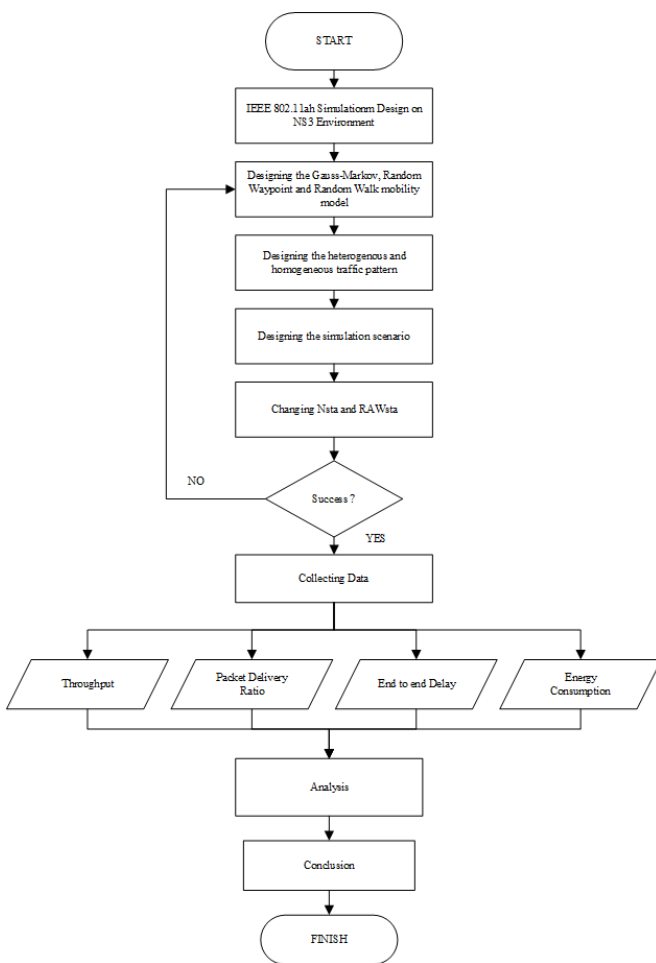 START
IEEE 802.11ah Simulationm Design on
NS3 Environment
Designing the Gauss-Markov, Random
Waypoint and Random Walk mobility
model
Designing the heterogenous and
homogeneous traffic pattern
Designing the simulation scenario
Changing Nsta and RAWsta
NO
Success ?
YES
Collecting Data
Throughput
Packet Delivery
Ratio
End to end Delay
Energy
Consumption
Analysis
Conclusion
FINISH